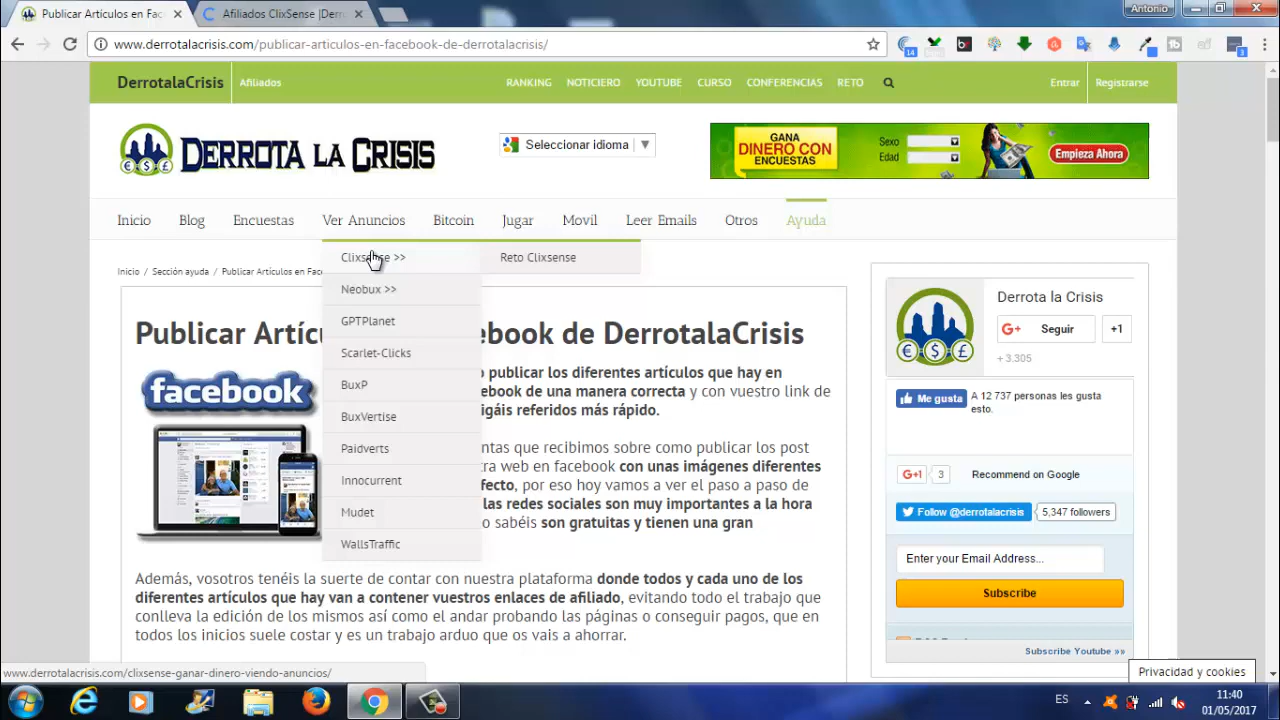 Publicar Artículos en Fac
Afiliados ClixSense |Derr
Antonio
www.derrotalacrisis.com/publicar-articulos-en-facebook-de-derrotalacrisis/
14
3
DerrotalaCrisis
Afiliados
RANKING NOTICIERO YOUTUBE CURSO CONFERENCIAS RETO
Entrar
Registrarse
DERROTA LA CRISIS
Seleccionar idioma
GANA
DINERO CON
ENCUESTAS
Sexo
Edad
Empieza Ahora
Inicio Blog Encuestas Ver Anuncios Bitcoin Jugar Movil Leer Emails Otros Ayuda
Clixsense >>
Reto Clixsense
Neobux >>
GPTPlanet
Scarlet-Clicks
BuxP
BuxVertise
Paidverts
Innocurrent
Mudet
WallsTraffic
Inicio / Sección ayuda / Publicar Artículos en Fac
Publicar Artí ebook de DerrotalaCrisis
facebook
o publicar los diferentes artículos que hay en
cebook de una manera correcta y con vuestro link de
igáis referidos más rápido.
ntas que recibimos sobre como publicar los post
tra web en facebook con unas imágenes diferentes
fecto, por eso hoy vamos a ver el paso a paso de
las redes sociales son muy importantes a la hora
o sabéis son gratuitas y tienen una gran
Además, vosotros tenéis la suerte de contar con nuestra plataforma donde todos y cada uno de los
diferentes artículos que hay van a contener vuestros enlaces de afiliado, evitando todo el trabajo que
conlleva la edición de los mismos así como el andar probando las páginas o conseguir pagos, que en
todos los inicios suele costar y es un trabajo arduo que os vais a ahorrar.
Derrota la Crisis
G+ Seguir +1
+ 3.305
Me gusta
A 12 737 personas les gusta
esto.
G+1 3 Recommend on Google
Follow @derrotalacrisis 5,347 followers
Enter your Email Address...
Subscribe
Subscribe Youtube »»
Privacidad y cookies
www.derrotalacrisis.com/clixsense-ganar-dinero-viendo-anuncios/
ES
11:40
01/05/2017